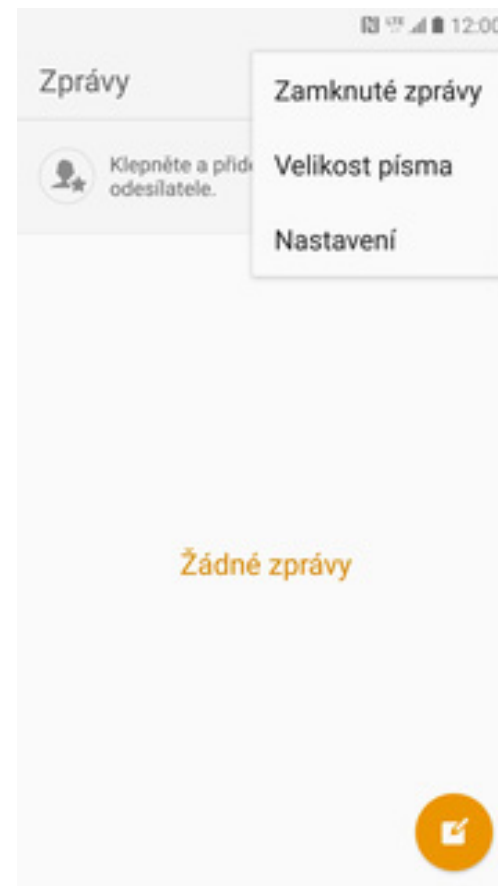 12:00
Zprávy
Zamknuté zprávy
Klepněte a přid
odesílatele.
Velikost písma
Nastavení
Žádné zprávy